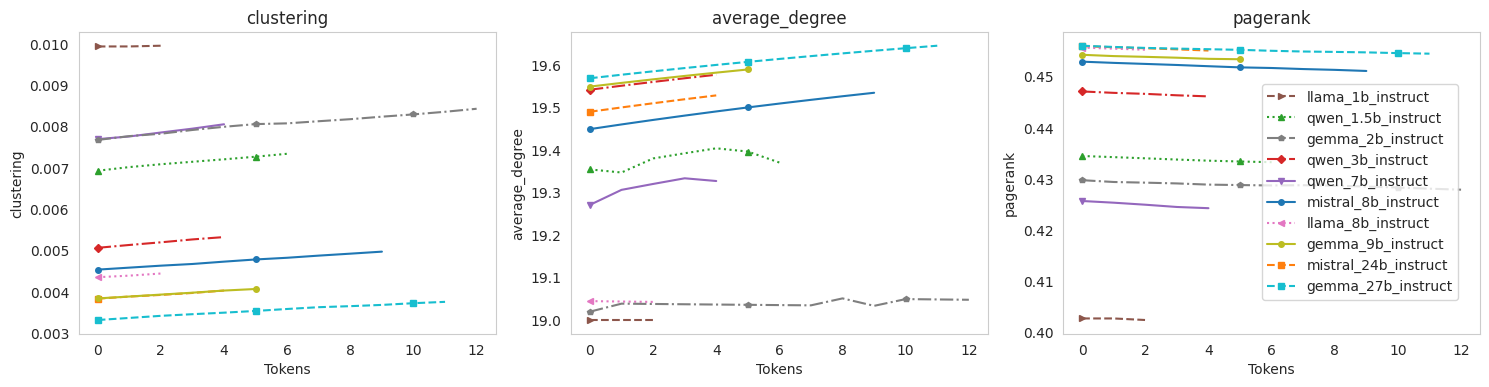 clustering
0.010
0.009
0.008
0.007
0.006
0.005
0.004
0.003
clustering
0 2 4 6 8 10 12
Tokens
average_degree
19.6
19.5
19.4
19.3
19.2
19.1
19.0
average_degree
0 2 4 6 8 10 12
Tokens
pagerank
0.45
0.44
0.43
0.42
0.41
0.40
pagerank
0 2 4 6 8 10 12
Tokens
llama_1b_instruct
qwen_1.5b_instruct
gemma_2b_instruct
qwen_3b_instruct
qwen_7b_instruct
mistral_8b_instruct
llama_8b_instruct
gemma_9b_instruct
mistral_24b_instruct
gemma_27b_instruct